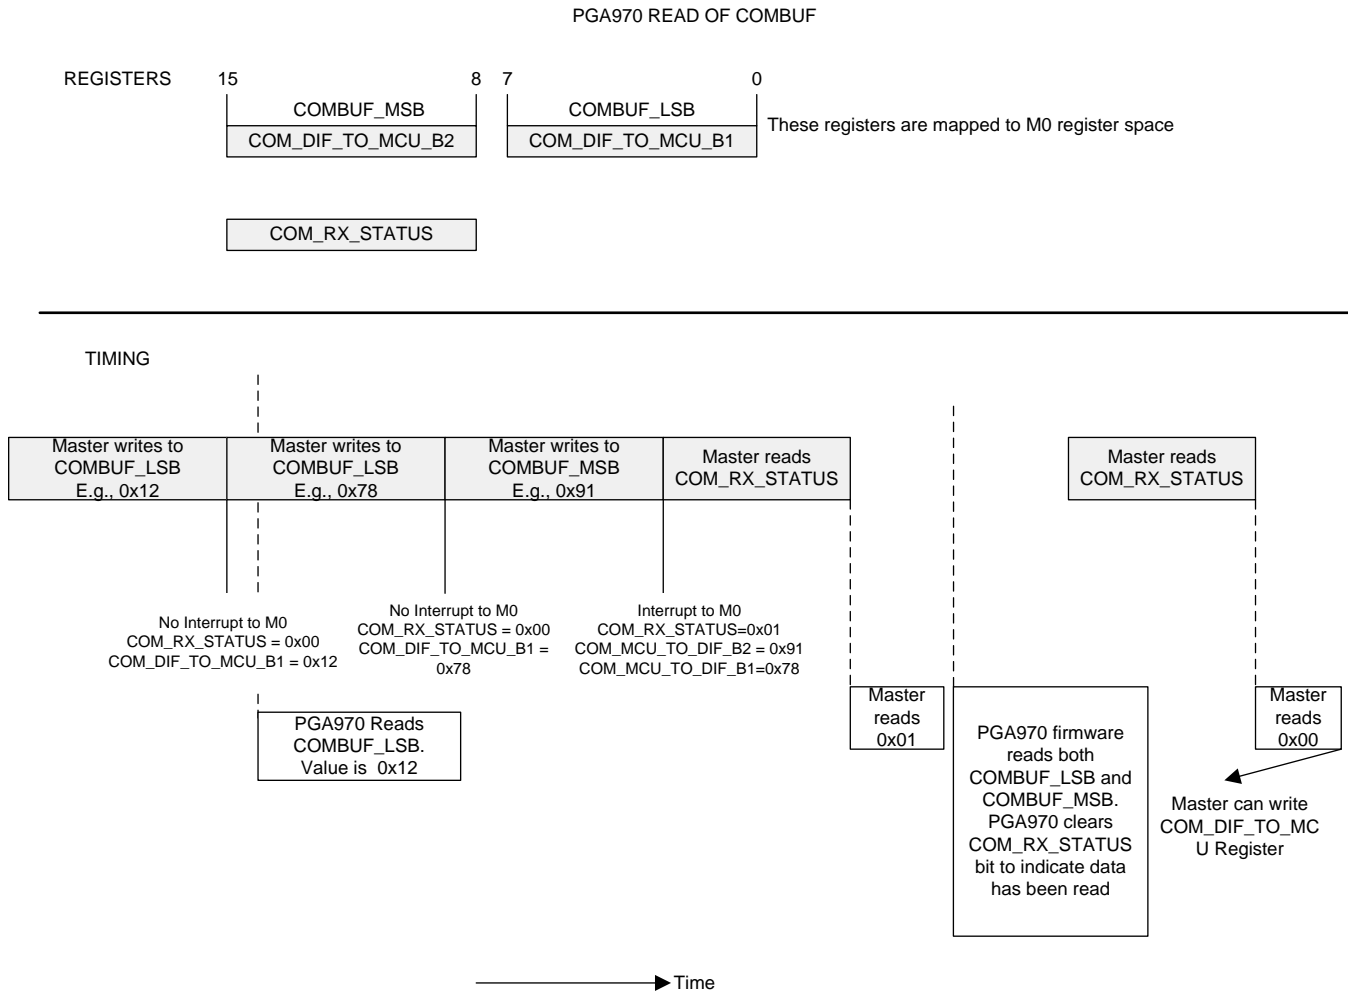 PGA970 READ OF COMBUF
REGISTERS
15
8
7
0
COMBUF_MSB
COMBUF_LSB
COM_DIF_TO_MCU_B2
COM_DIF_TO_MCU_B1
These registers are mapped to M0 register space
COM_RX_STATUS
TIMING
Master writes to
COMBUF_LSB
E.g., 0x12
Master writes to
COMBUF_LSB
E.g., 0x78
Master writes to
COMBUF_MSB
E.g., 0x91
Master reads
COM_RX_STATUS
Master reads
COM_RX_STATUS
No Interrupt to M0
COM_RX_STATUS = 0x00
COM_DIF_TO_MCU_B1 = 0x12
No Interrupt to M0
COM_RX_STATUS = 0x00
COM_DIF_TO_MCU_B1 =
0x78
Interrupt to M0
COM_RX_STATUS=0x01
COM_MCU_TO_DIF_B2 = 0x91
COM_MCU_TO_DIF_B1=0x78
PGA970 Reads
COMBUF_LSB.
Value is 0x12
Master
reads
0x01
PGA970 firmware
reads both
COMBUF_LSB and
COMBUF_MSB.
PGA970 clears
COM_RX_STATUS
bit to indicate data
has been read
Master
reads
0x00
Master can write
COM_DIF_TO_MC
U Register
Time